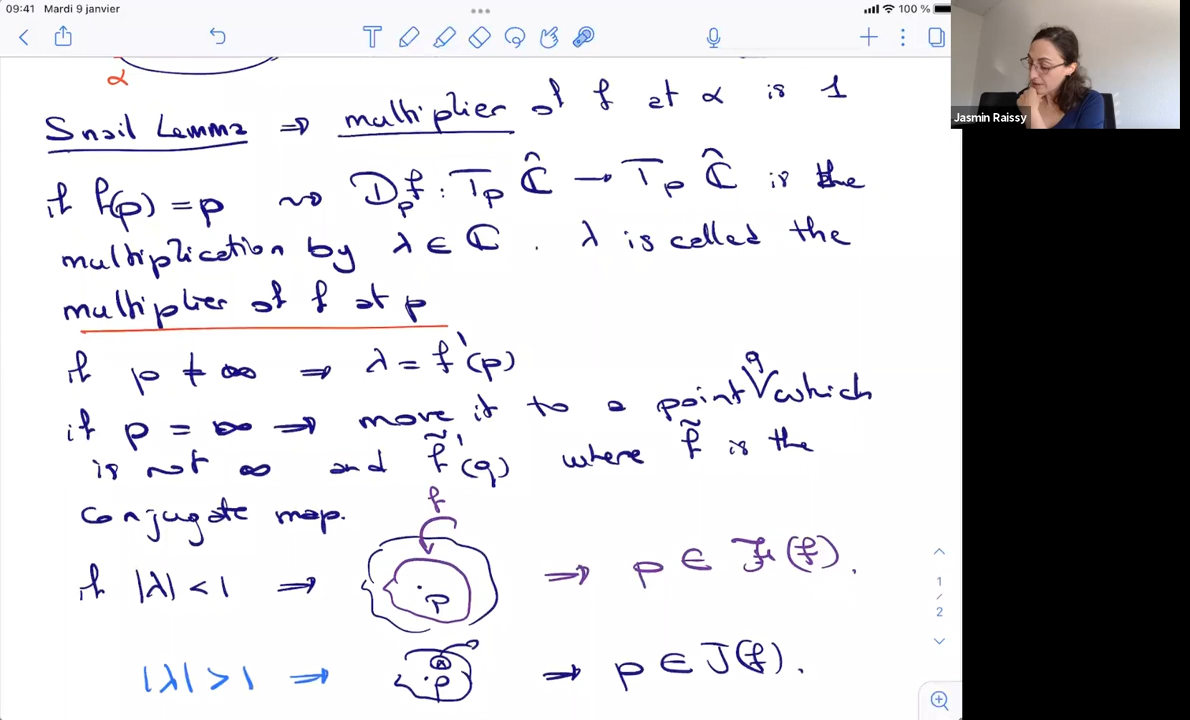 09:41 Mardi 9 janvier
100 %
Jasmin Raissy
α
Snail Lemma ⇒ multiplier of f at α is 1
if f(p) = p ⇝ D_p f : T_p Ĉ → T_p Ĉ is the
multiplication by λ ∈ ℂ . λ is called the
multiplier of f at p
if p ≠ ∞ ⇒ λ = f'(p)
if p = ∞ ⇒ move it to a point q which
is not ∞ and f̃'(q) where f̃ is the
conjugate map.
f
if |λ| < 1 ⇒ p ⇒ p ∈ ℱ(f).
|λ| > 1 ⇒ p ⇒ p ∈ J(f).
1
/
2